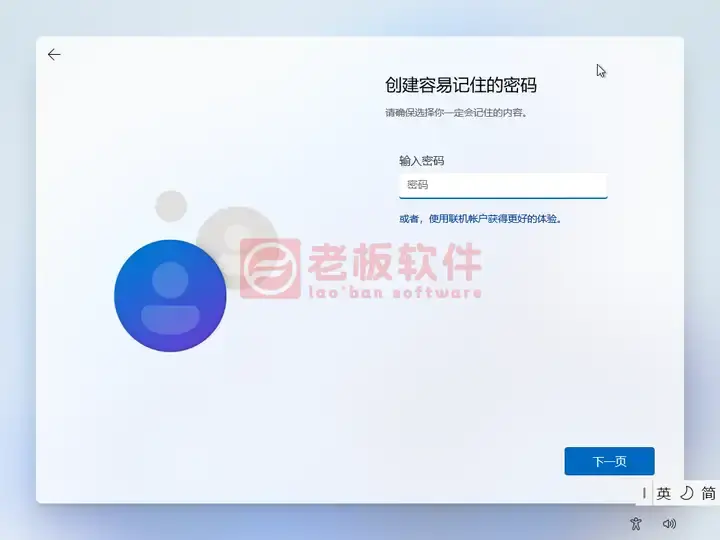 创建容易记住的密码
请确保选择你一定会记住的内容。
输入密码
密码
或者，使用联机帐户获得更好的体验。
老板软件
lao'ban software
下一页
英 简